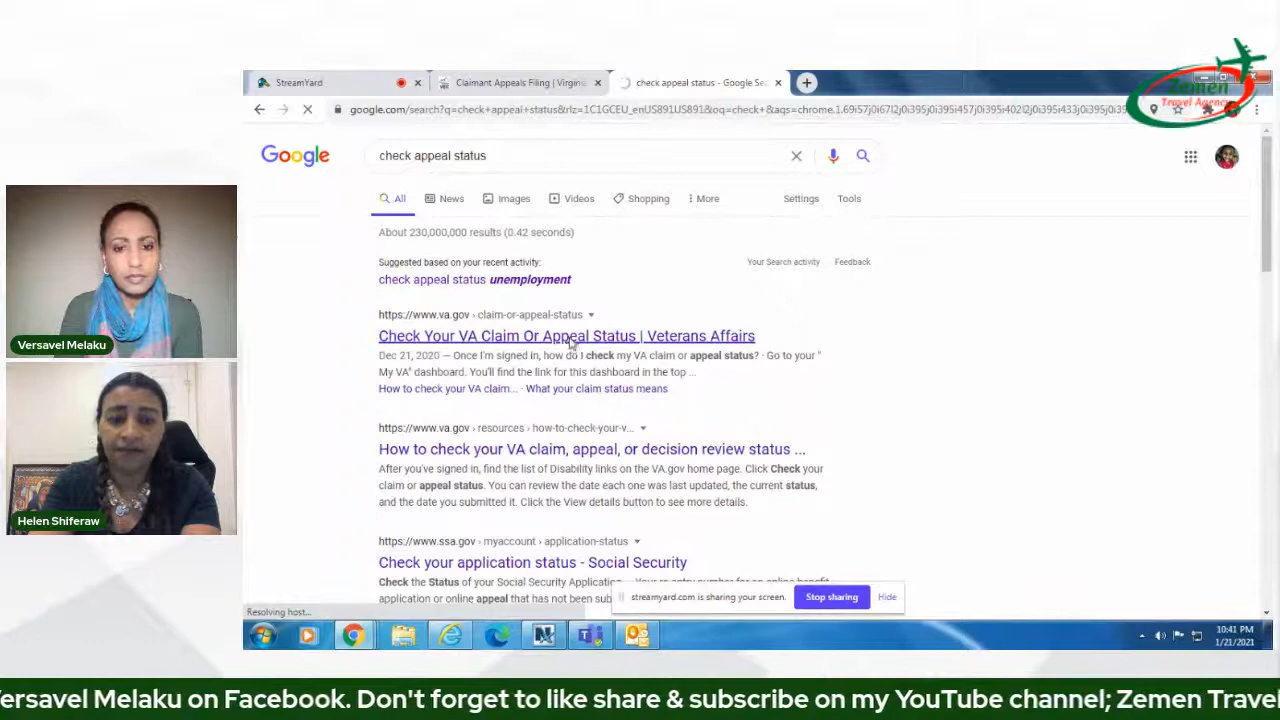 StreamYard
Claimant Appeals Filing | Virgini
check appeal status - Google Se
Zemen
Travel Agency
google.com/search?q=check+appeal+status&rlz=1C1GCEU_enUS891US891&oq=check+&aqs=chrome.1.69i57j0i67l2j0i395j0i395i457j0i395i402l2j0i395i433j0i395j0
Google
check appeal status
All
News
Images
Videos
Shopping
More
Settings
Tools
About 230,000,000 results (0.42 seconds)
Suggested based on your recent activity:
Your Search activity
Feedback
check appeal status unemployment
https://www.va.gov › claim-or-appeal-status
Check Your VA Claim Or Appeal Status | Veterans Affairs
Dec 21, 2020 — Once I'm signed in, how do I check my VA claim or appeal status? · Go to your "
My VA" dashboard. You'll find the link for this dashboard in the top ...
How to check your VA claim... · What your claim status means
https://www.va.gov › resources › how-to-check-your-v...
How to check your VA claim, appeal, or decision review status ...
After you've signed in, find the list of Disability links on the VA.gov home page. Click Check your
claim or appeal status. You can review the date each one was last updated, the current status,
and the date you submitted it. Click the View details button to see more details.
https://www.ssa.gov › myaccount › application-status
Check your application status - Social Security
Check the Status of your Social Security Application
application or online appeal that has not been sub
streamyard.com is sharing your screen.
Stop sharing
Hide
Resolving host...
10:41 PM
1/21/2021
Versavel Melaku
Helen Shiferaw
ersavel Melaku on Facebook. Don't forget to like share & subscribe on my YouTube channel; Zemen Travel